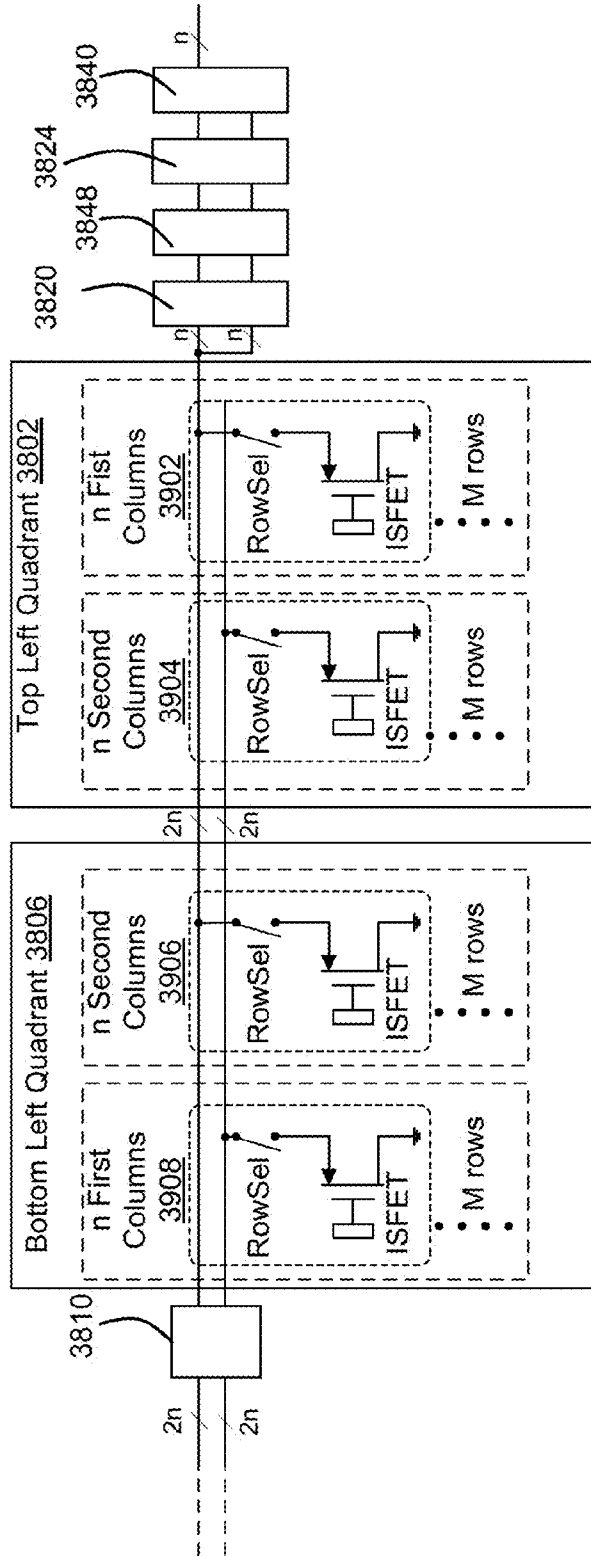 3810
2n
2n
Bottom Left Quadrant 3806
n First
Columns
3908
RowSel
ISFET
M rows
n Second
Columns
3906
RowSel
ISFET
M rows
2n
2n
Top Left Quadrant 3802
n Second
Columns
3904
RowSel
ISFET
M rows
n Fist
Columns
3902
RowSel
ISFET
M rows
n
n
3820
3848
3824
3840
n